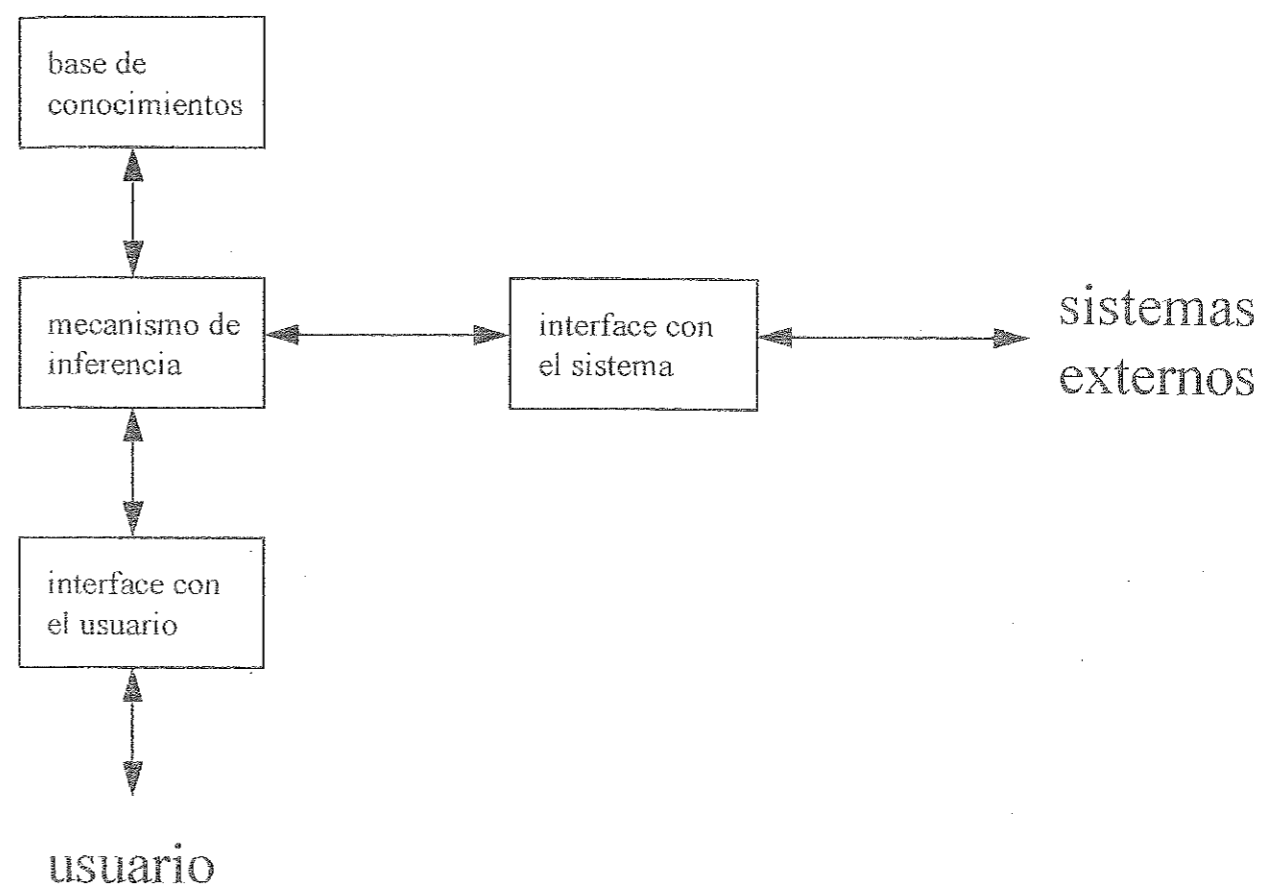 base de
conocimientos
mecanismo de
inferencia
interface con
el sistema
sistemas
externos
interface con
el usuario
usuario